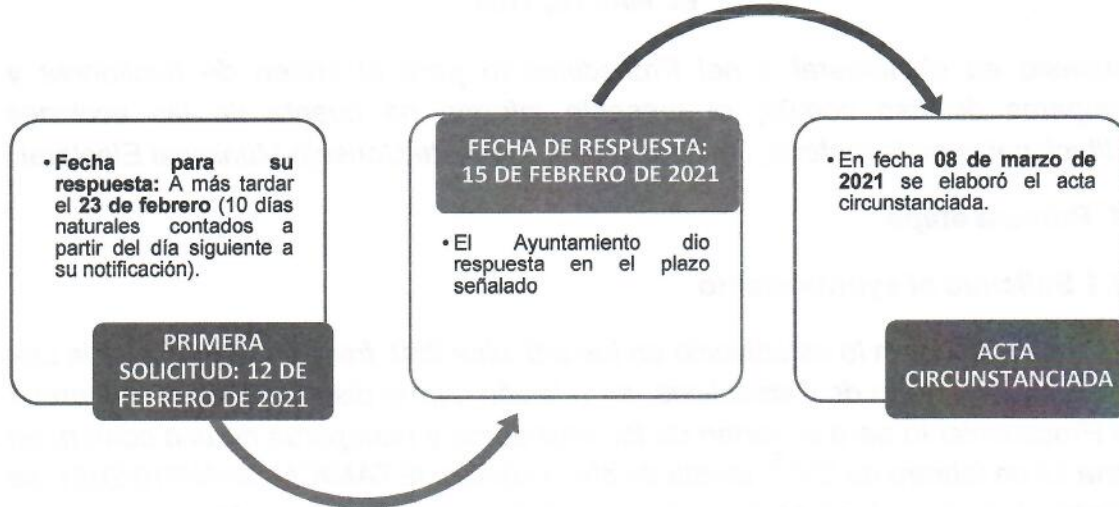 • Fecha para su
respuesta: A más tardar
el 23 de febrero (10 días
naturales contados a
partir del día siguiente a
su notificación).
PRIMERA
SOLICITUD: 12 DE
FEBRERO DE 2021
FECHA DE RESPUESTA:
15 DE FEBRERO DE 2021
• El Ayuntamiento dio
respuesta en el plazo
señalado
• En fecha 08 de marzo de
2021 se elaboró el acta
circunstanciada.
ACTA
CIRCUNSTANCIADA